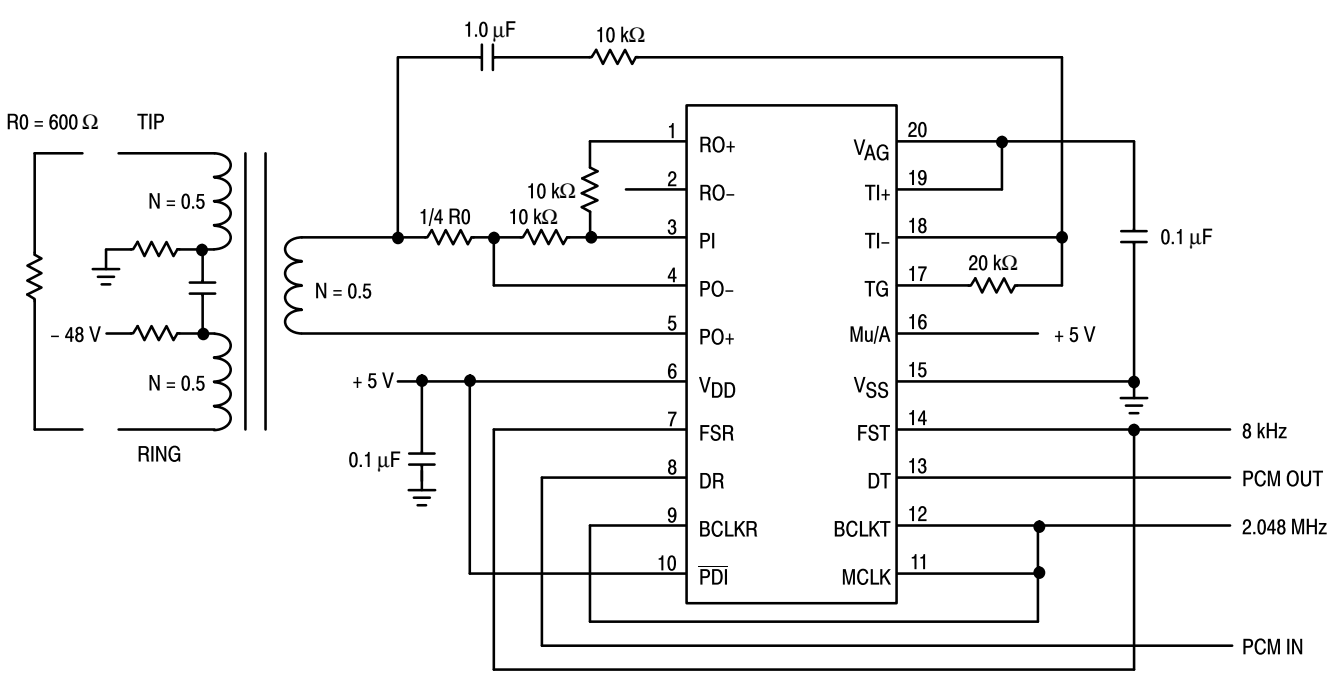 1.0 μF
10 kΩ
R0 = 600 Ω
TIP
N = 0.5
– 48 V
N = 0.5
RING
N = 0.5
1/4 R0
10 kΩ
10 kΩ
+ 5 V
0.1 μF
1 RO+
2 RO–
3 PI
4 PO–
5 PO+
6 VDD
7 FSR
8 DR
9 BCLKR
10 PDI
VAG 20
TI+ 19
TI– 18
TG 17
Mu/A 16
VSS 15
FST 14
DT 13
BCLKT 12
MCLK 11
20 kΩ
0.1 μF
+ 5 V
8 kHz
PCM OUT
2.048 MHz
PCM IN